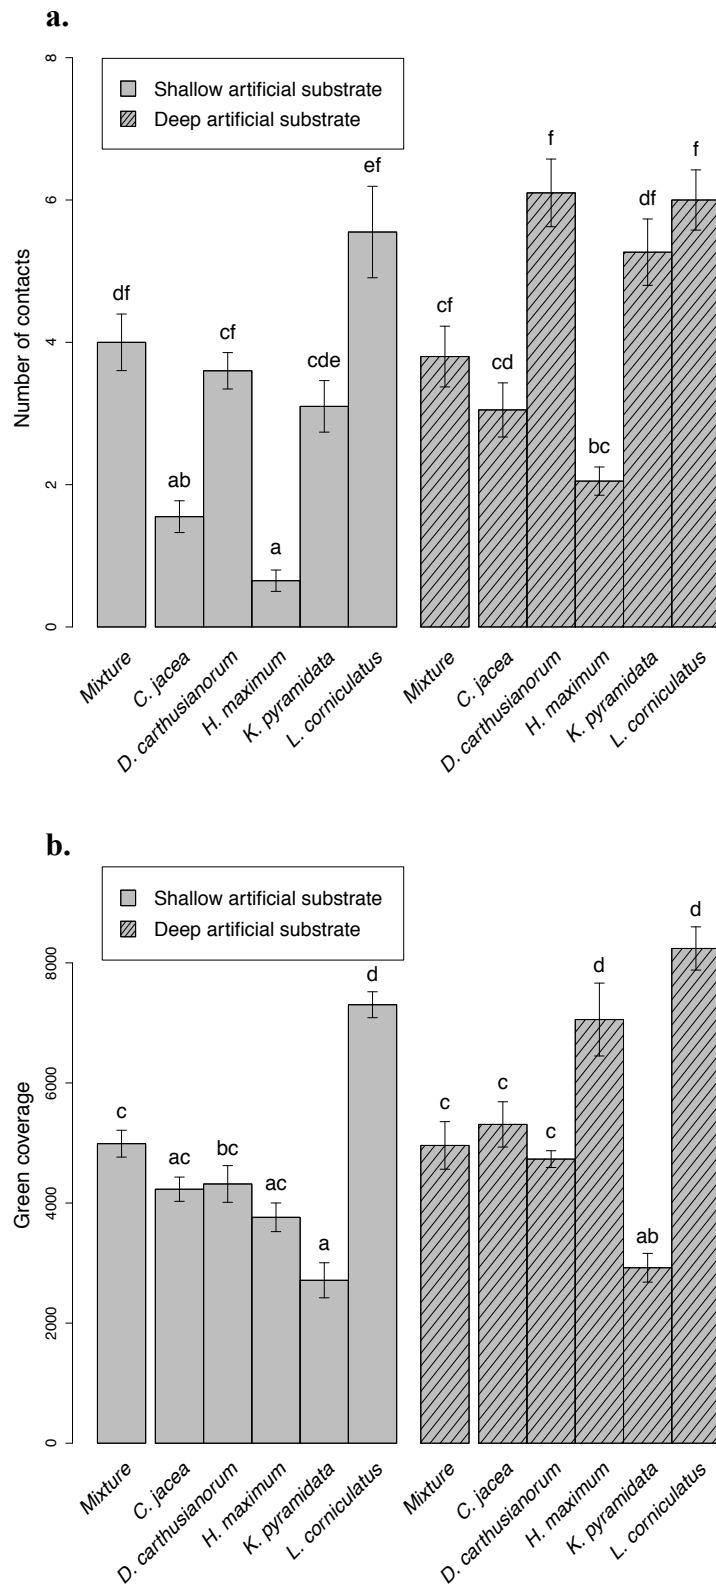 a.
Shallow artificial substrate
Deep artificial substrate
Number of contacts
0 2 4 6 8
df ab cf a cde ef cf cd f bc df f
Mixture C. jacea D. carthusianorum H. maximum K. pyramidata L. corniculatus Mixture C. jacea D. carthusianorum H. maximum K. pyramidata L. corniculatus
b.
Shallow artificial substrate
Deep artificial substrate
Green coverage
0 2000 4000 6000 8000
c ac bc ac a d c c c d ab d
Mixture C. jacea D. carthusianorum H. maximum K. pyramidata L. corniculatus Mixture C. jacea D. carthusianorum H. maximum K. pyramidata L. corniculatus